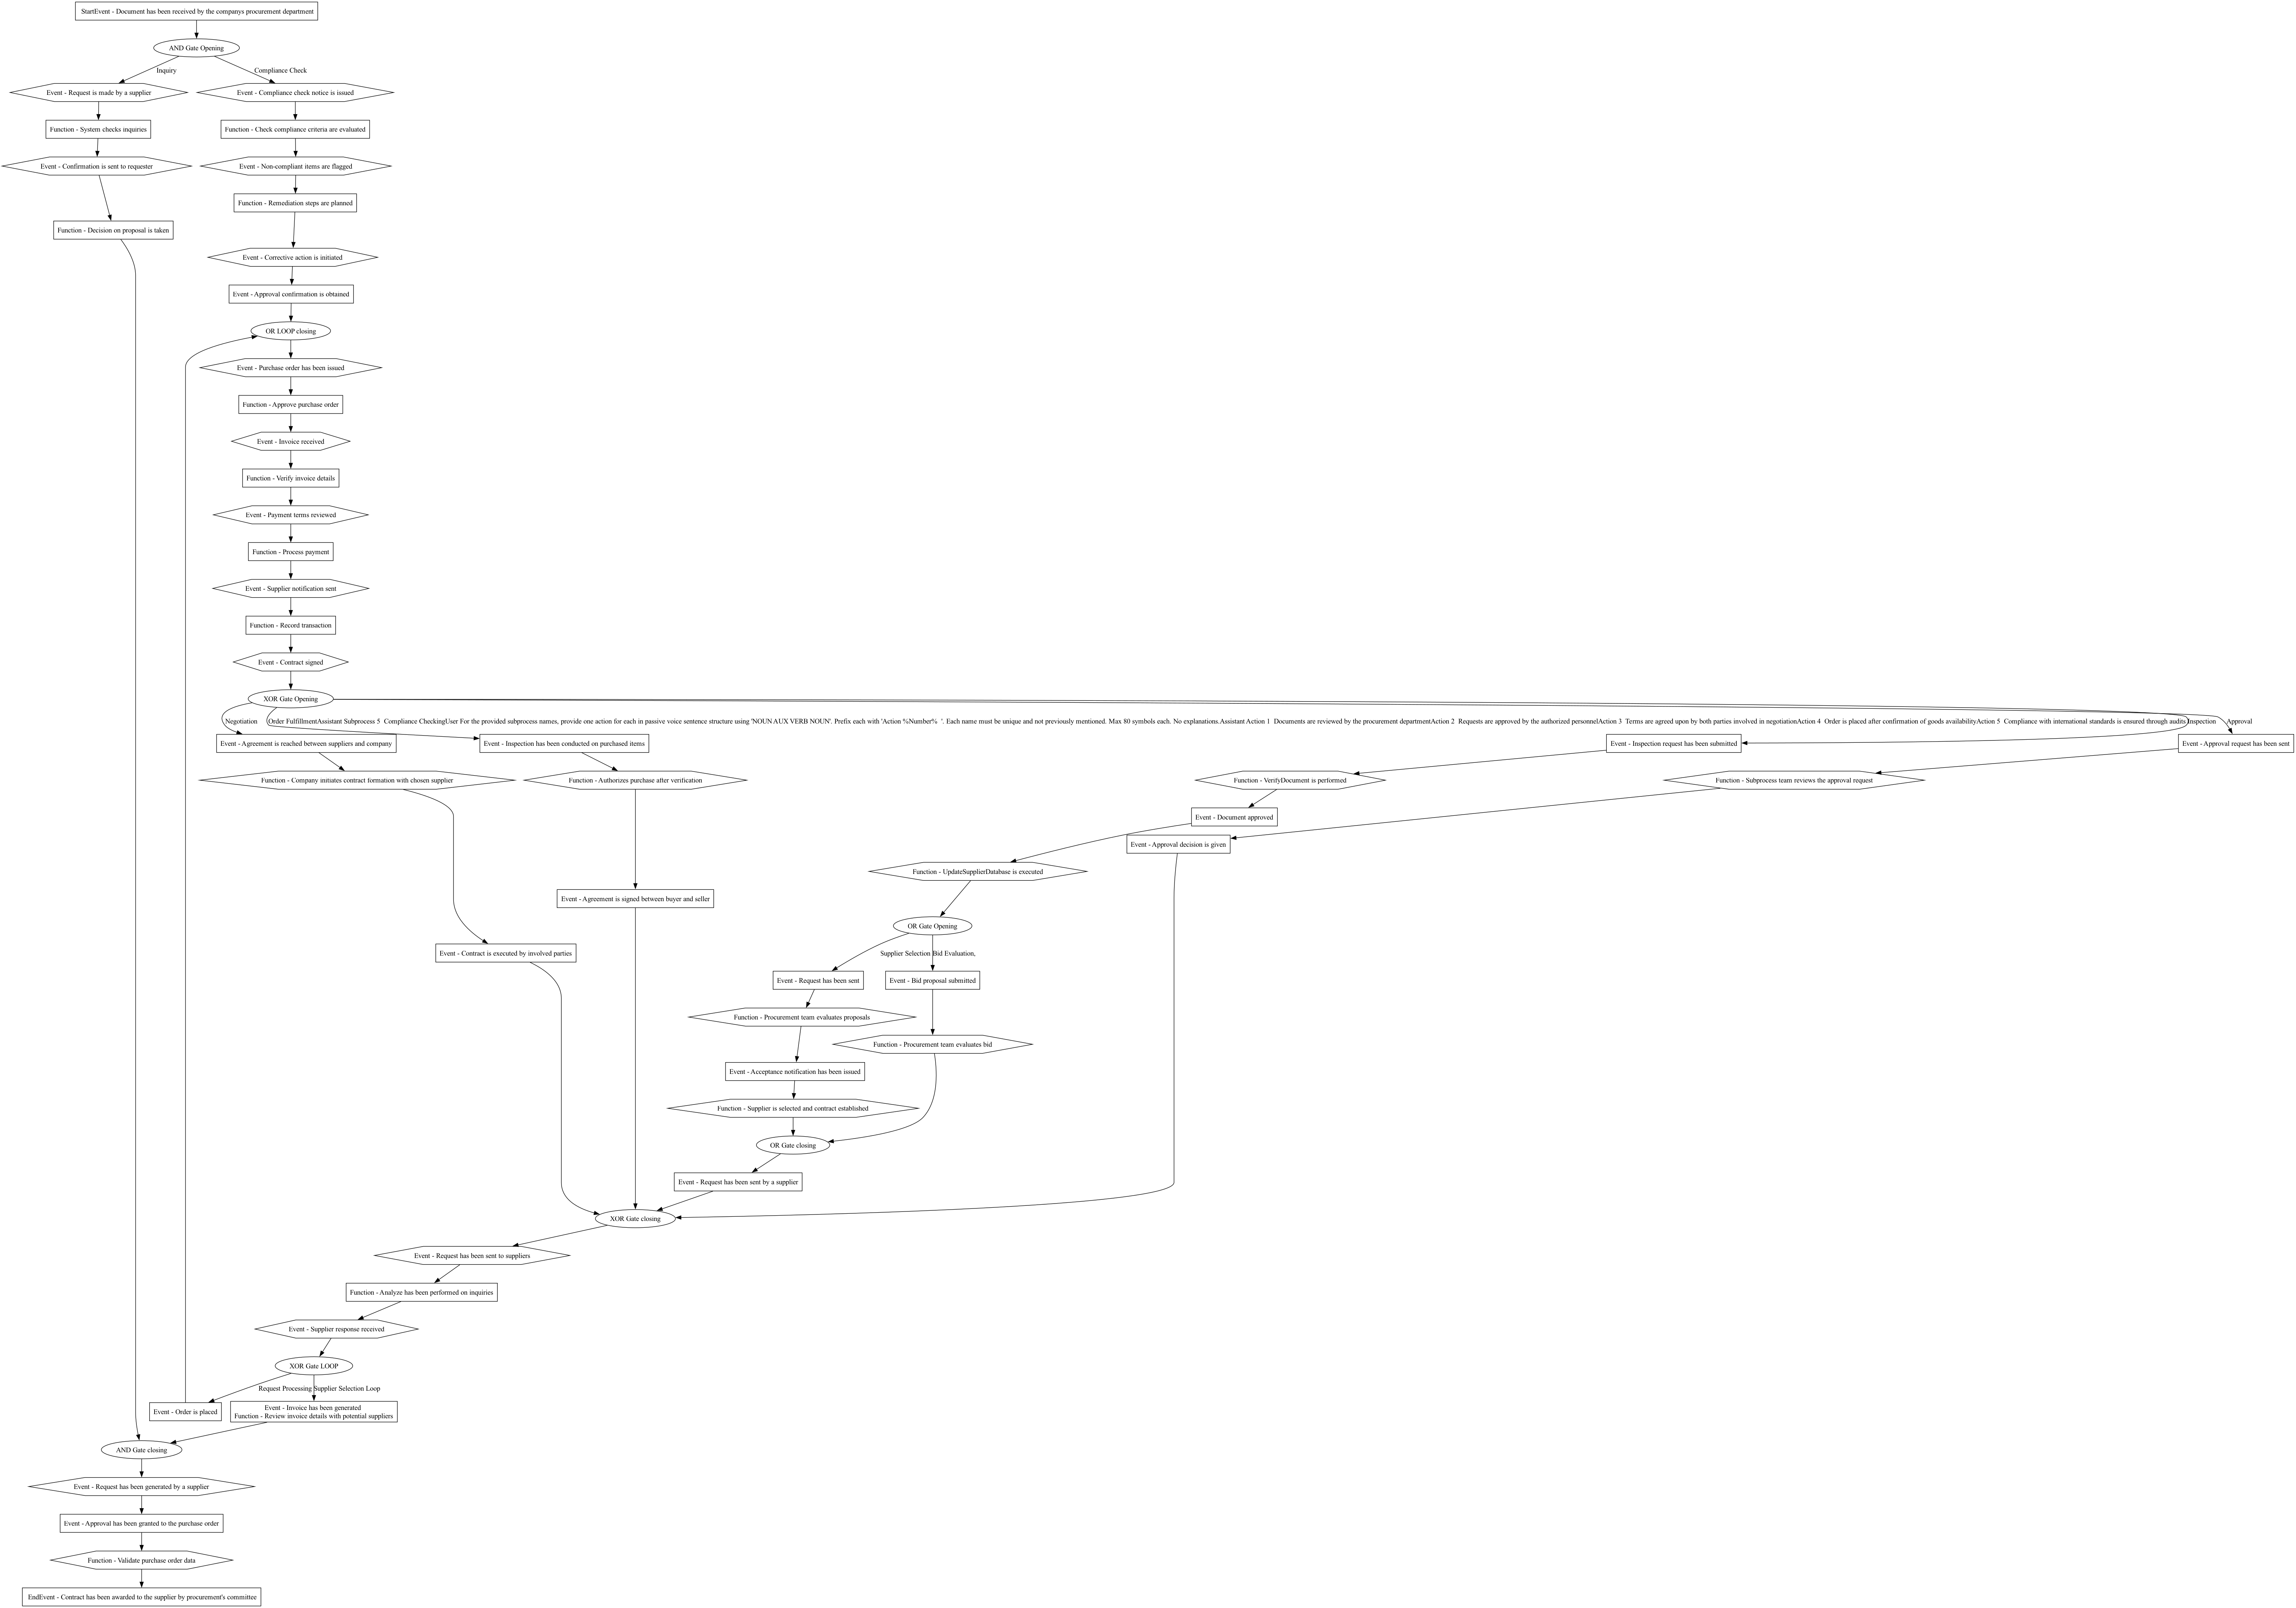 StartEvent - Document has been received by the companys procurement department
AND Gate Opening
Inquiry
Compliance Check
Event - Request is made by a supplier
Event - Compliance check notice is issued
Function - System checks inquiries
Function - Check compliance criteria are evaluated
Event - Confirmation is sent to requester
Event - Non-compliant items are flagged
Function - Remediation steps are planned
Function - Decision on proposal is taken
Event - Corrective action is initiated
Event - Approval confirmation is obtained
OR LOOP closing
Event - Purchase order has been issued
Function - Approve purchase order
Event - Invoice received
Function - Verify invoice details
Event - Payment terms reviewed
Function - Process payment
Event - Supplier notification sent
Function - Record transaction
Event - Contract signed
XOR Gate Opening
Negotiation
Order FulfillmentAssistant Subprocess 5  Compliance CheckingUser For the provided subprocess names, provide one action for each in passive voice sentence structure using 'NOUN AUX VERB NOUN'. Prefix each with 'Action %Number%  '. Each name must be unique and not previously mentioned. Max 80 symbols each. No explanations.Assistant Action 1  Documents are reviewed by the procurement departmentAction 2  Requests are approved by the authorized personnelAction 3  Terms are agreed upon by both parties involved in negotiationAction 4  Order is placed after confirmation of goods availabilityAction 5  Compliance with international standards is ensured through audits
Inspection
Approval
Event - Agreement is reached between suppliers and company
Event - Inspection has been conducted on purchased items
Event - Inspection request has been submitted
Event - Approval request has been sent
Function - Company initiates contract formation with chosen supplier
Function - Authorizes purchase after verification
Function - VerifyDocument is performed
Function - Subprocess team reviews the approval request
Event - Document approved
Event - Approval decision is given
Function - UpdateSupplierDatabase is executed
Event - Agreement is signed between buyer and seller
OR Gate Opening
Event - Contract is executed by involved parties
Supplier Selection
Bid Evaluation,
Event - Request has been sent
Event - Bid proposal submitted
Function - Procurement team evaluates proposals
Function - Procurement team evaluates bid
Event - Acceptance notification has been issued
Function - Supplier is selected and contract established
OR Gate closing
Event - Request has been sent by a supplier
XOR Gate closing
Event - Request has been sent to suppliers
Function - Analyze has been performed on inquiries
Event - Supplier response received
XOR Gate LOOP
Request Processing
Supplier Selection Loop
Event - Order is placed
Event - Invoice has been generated
Function - Review invoice details with potential suppliers
AND Gate closing
Event - Request has been generated by a supplier
Event - Approval has been granted to the purchase order
Function - Validate purchase order data
EndEvent - Contract has been awarded to the supplier by procurement's committee